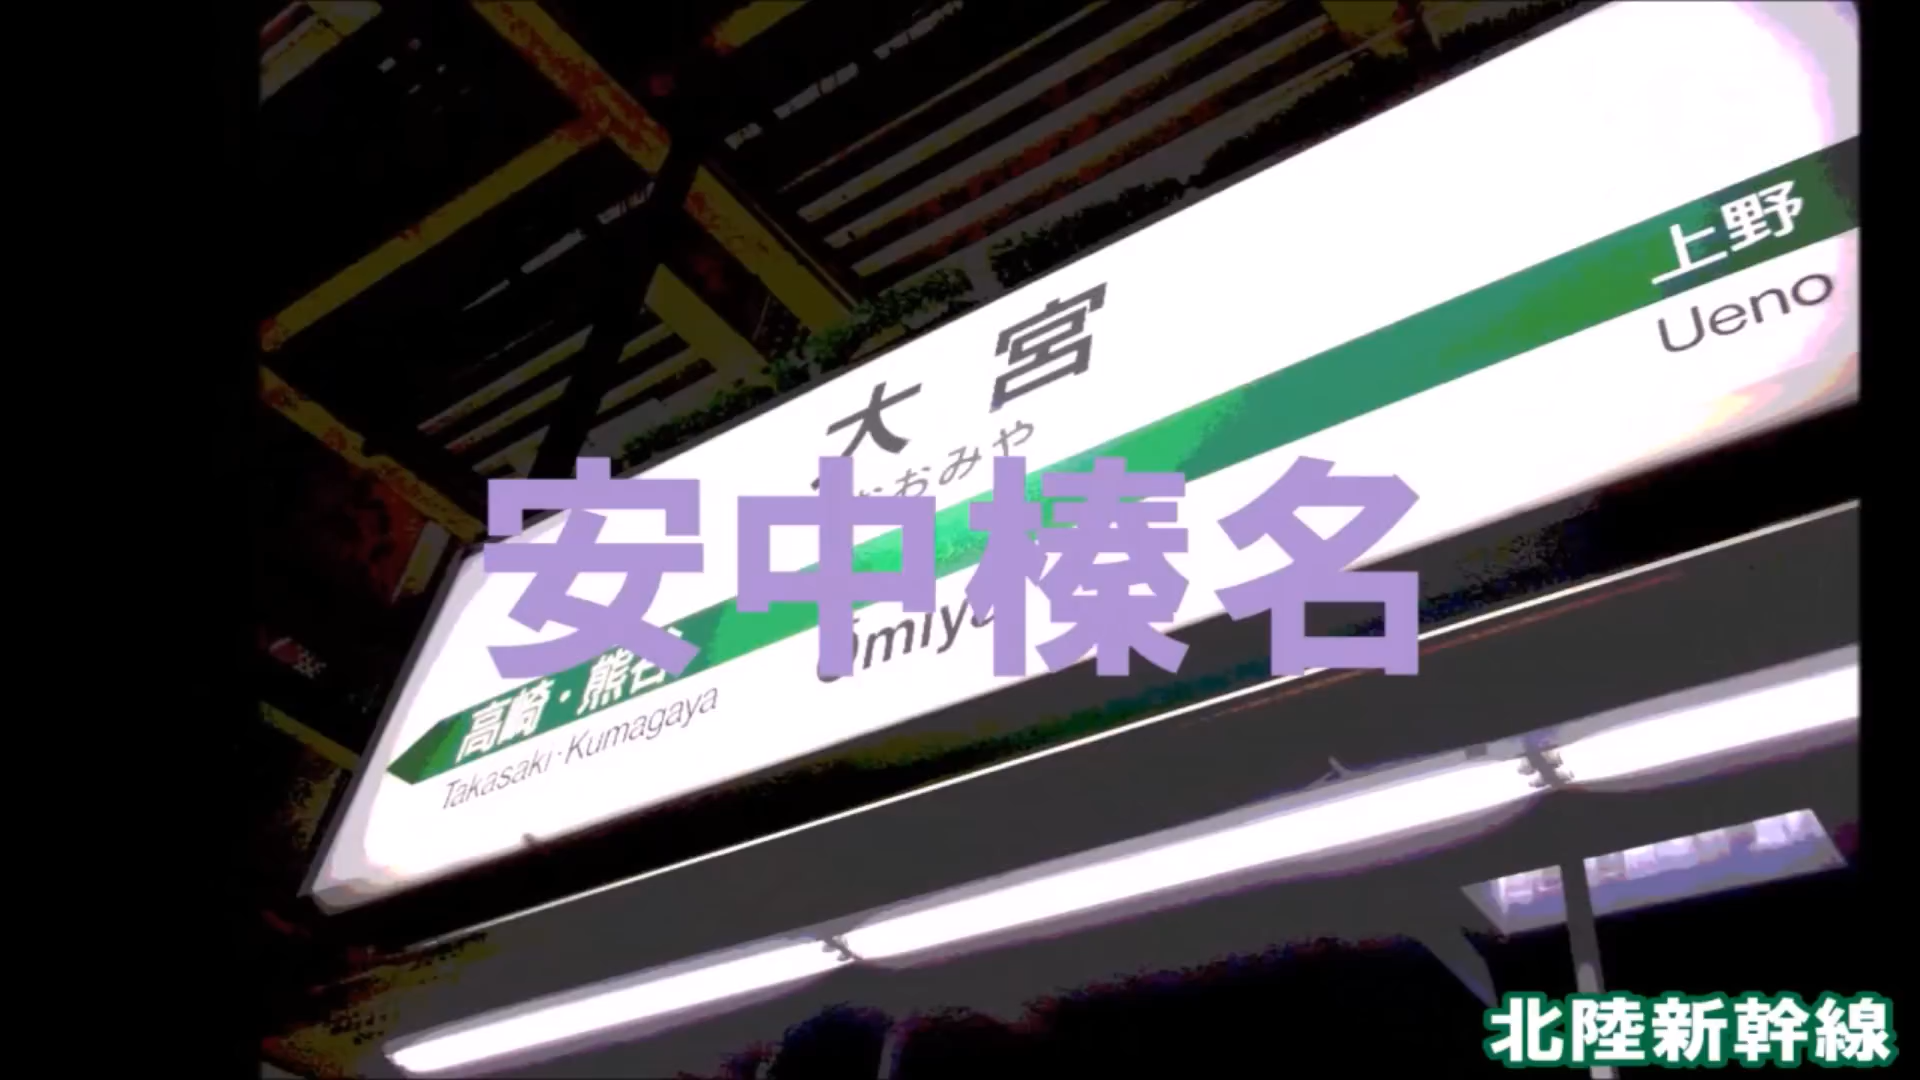 大宮
おおみや
上野
Ueno
安中榛名
Ōmiya
高崎・熊谷
Takasaki・Kumagaya
北陸新幹線